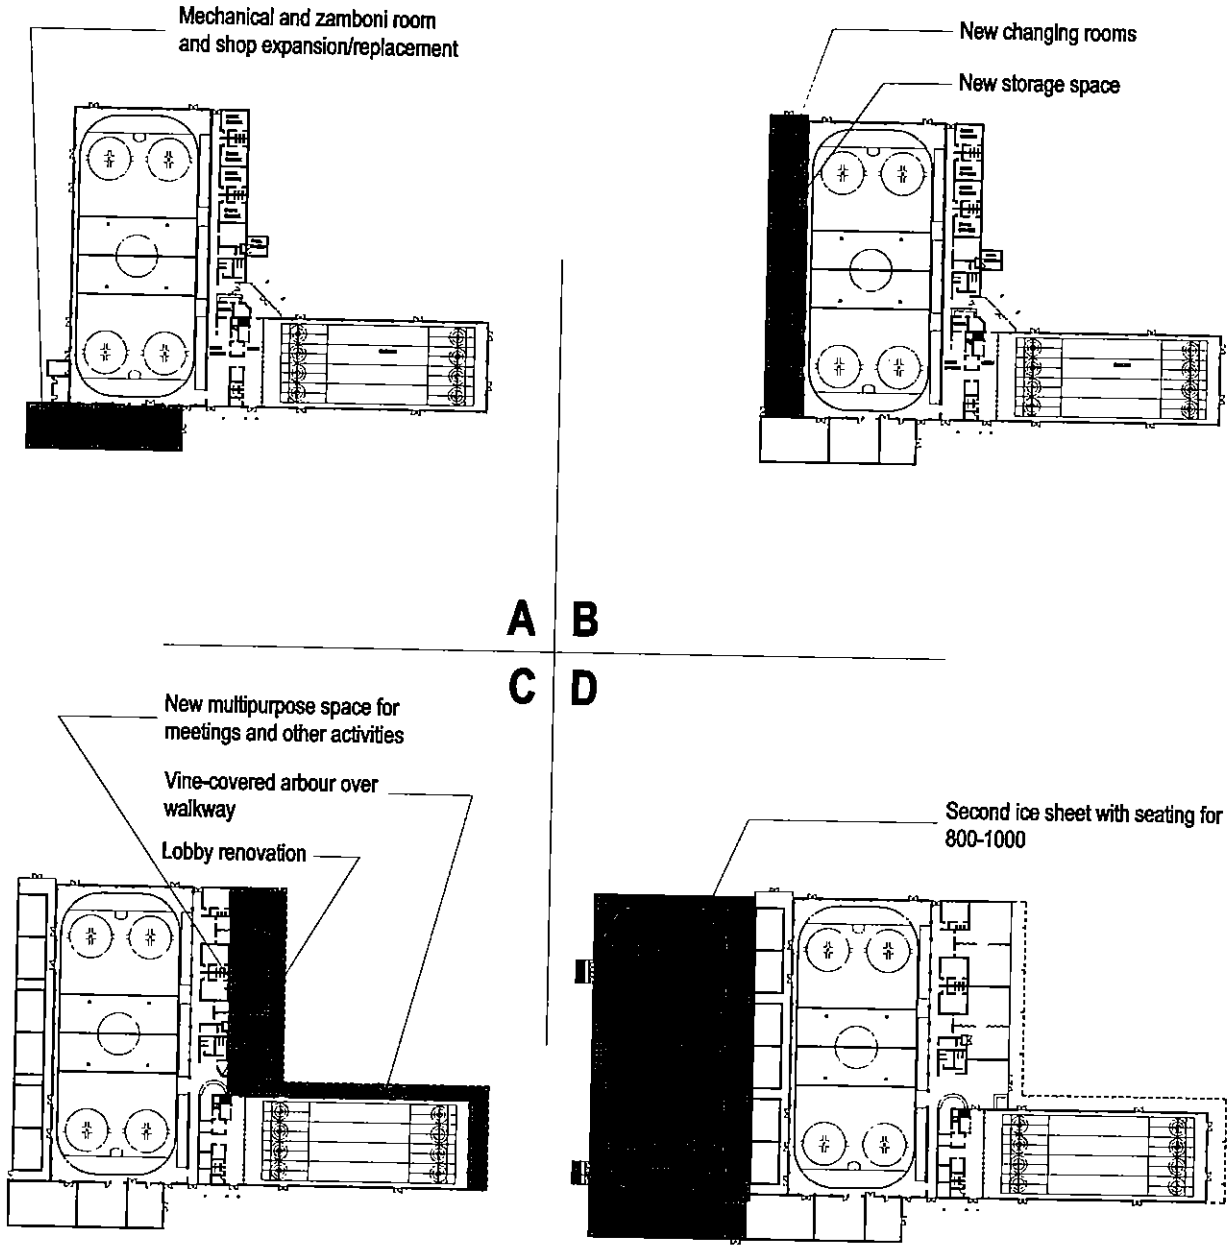 Mechanical and zamboni room
and shop expansion/replacement
New changing rooms
New storage space
A B
C D
New multipurpose space for
meetings and other activities
Vine-covered arbour over
walkway
Lobby renovation
Second ice sheet with seating for
800-1000